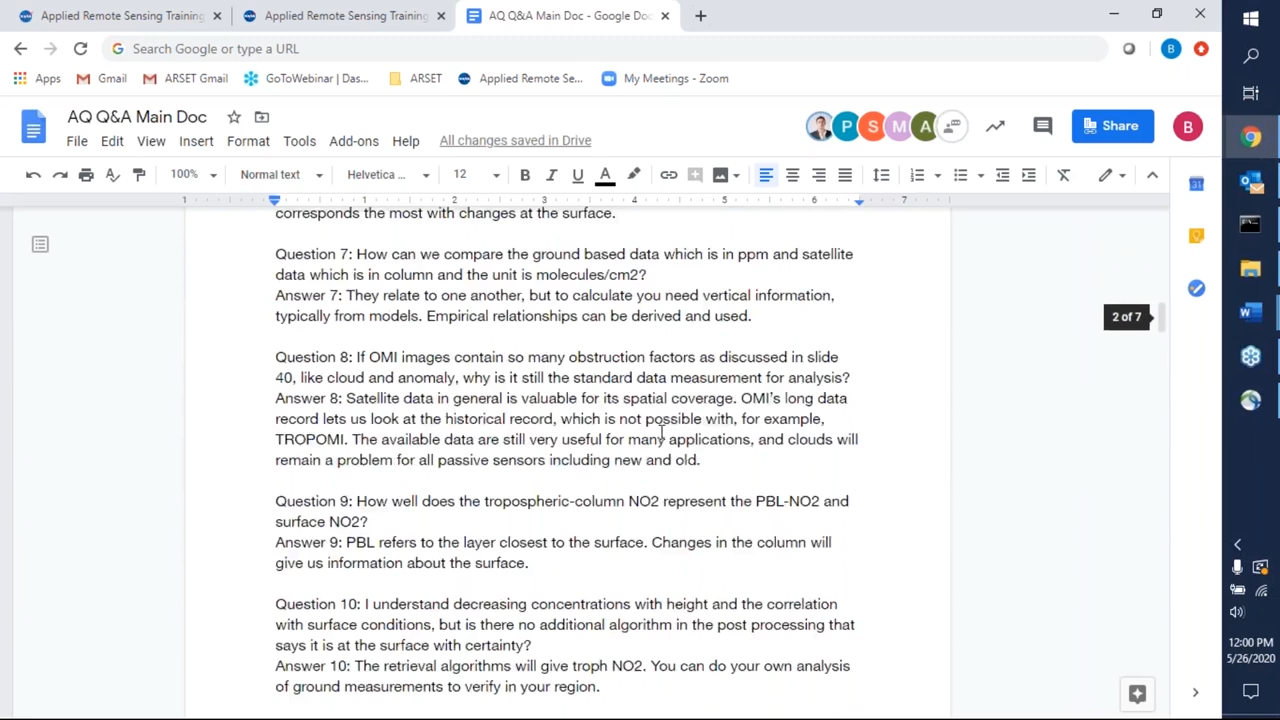 Applied Remote Sensing Training
Applied Remote Sensing Training
AQ Q&A Main Doc - Google Doc
Search Google or type a URL
B
Apps
Gmail
ARSET Gmail
GoToWebinar | Das...
ARSET
Applied Remote Se...
My Meetings - Zoom
AQ Q&A Main Doc
P
S
M
A
Share
B
File
Edit
View
Insert
Format
Tools
Add-ons
Help
All changes saved in Drive
100%
Normal text
Helvetica ...
12
B
I
U
A
1
1
2
3
4
5
6
7
31
corresponds the most with changes at the surface.
Question 7: How can we compare the ground based data which is in ppm and satellite
data which is in column and the unit is molecules/cm2?
Answer 7: They relate to one another, but to calculate you need vertical information,
typically from models. Empirical relationships can be derived and used.
2 of 7
Question 8: If OMI images contain so many obstruction factors as discussed in slide
40, like cloud and anomaly, why is it still the standard data measurement for analysis?
Answer 8: Satellite data in general is valuable for its spatial coverage. OMI's long data
record lets us look at the historical record, which is not possible with, for example,
TROPOMI. The available data are still very useful for many applications, and clouds will
remain a problem for all passive sensors including new and old.
Question 9: How well does the tropospheric-column NO2 represent the PBL-NO2 and
surface NO2?
Answer 9: PBL refers to the layer closest to the surface. Changes in the column will
give us information about the surface.
Question 10: I understand decreasing concentrations with height and the correlation
with surface conditions, but is there no additional algorithm in the post processing that
says it is at the surface with certainty?
Answer 10: The retrieval algorithms will give troph NO2. You can do your own analysis
of ground measurements to verify in your region.
12:00 PM
5/26/2020